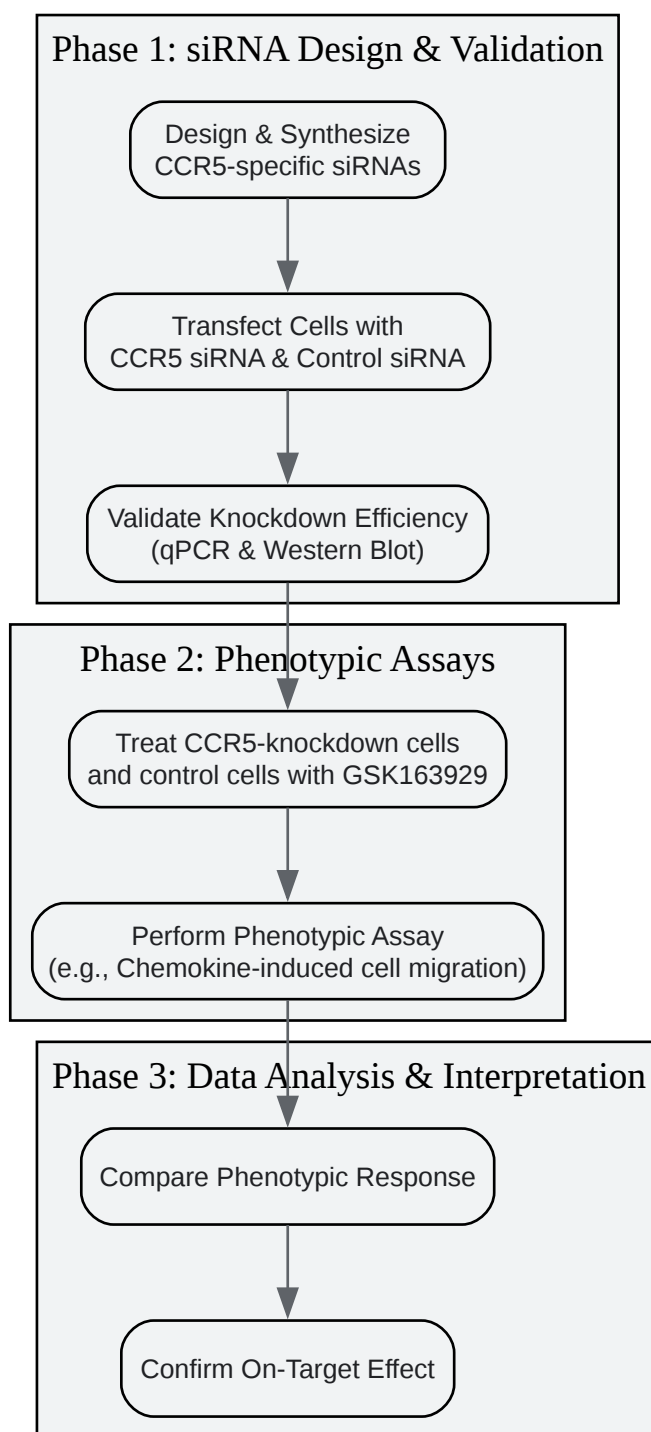 Phase 1: siRNA Design & Validation
Design & Synthesize
CCR5-specific siRNAs
Transfect Cells with
CCR5 siRNA & Control siRNA
Validate Knockdown Efficiency
(qPCR & Western Blot)
Phase 2: Phenotypic Assays
Treat CCR5-knockdown cells
and control cells with GSK163929
Perform Phenotypic Assay
(e.g., Chemokine-induced cell migration)
Phase 3: Data Analysis & Interpretation
Compare Phenotypic Response
Confirm On-Target Effect